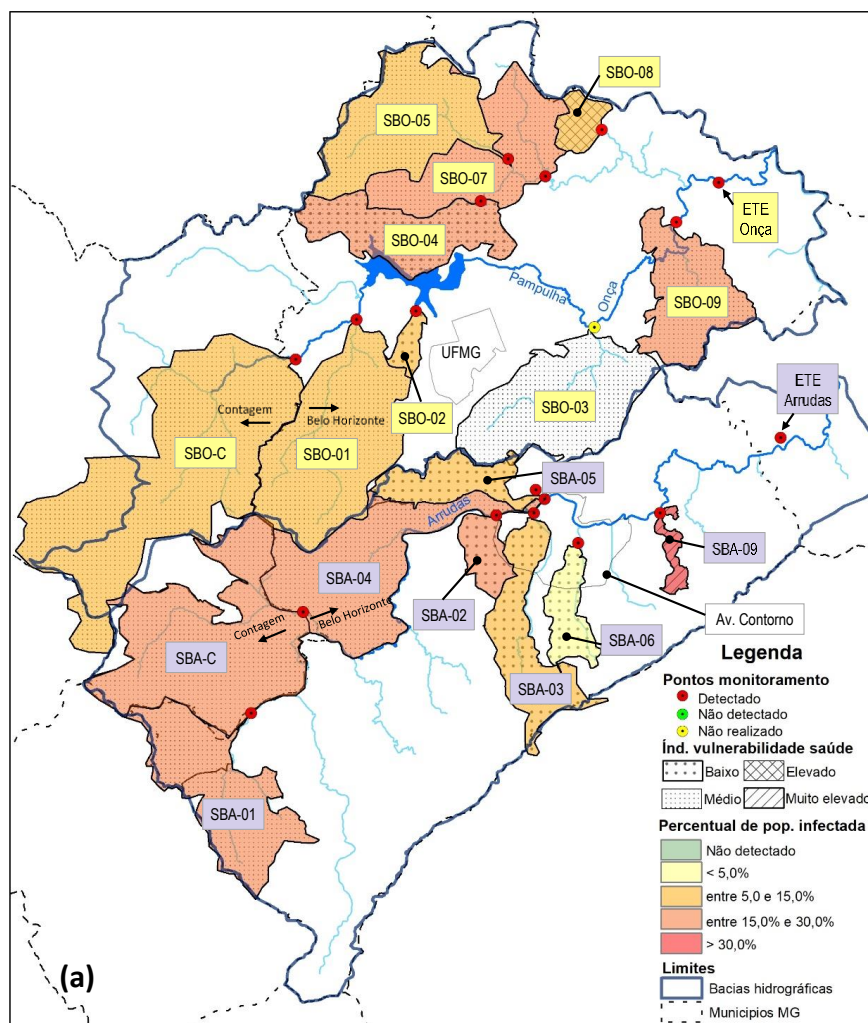 SBO-08
SBO-05
SBO-07
ETE
Onça
SBO-04
Pampulha
Onça
SBO-09
UFMG
ETE
Arrudas
Contagem
Belo Horizonte
SBO-02
SBO-03
SBO-C
SBO-01
SBA-05
Arrudas
SBA-09
SBA-04
SBA-02
Contagem
Belo Horizonte
Av. Contorno
SBA-06
SBA-C
SBA-03
SBA-01
(a)
Legenda
Pontos monitoramento
Detectado
Não detectado
Não realizado
Índ. vulnerabilidade saúde
Baixo
Elevado
Médio
Muito elevado
Percentual de pop. infectada
Não detectado
< 5,0%
entre 5,0 e 15,0%
entre 15,0% e 30,0%
> 30,0%
Limites
Bacias hidrográficas
Municipios MG